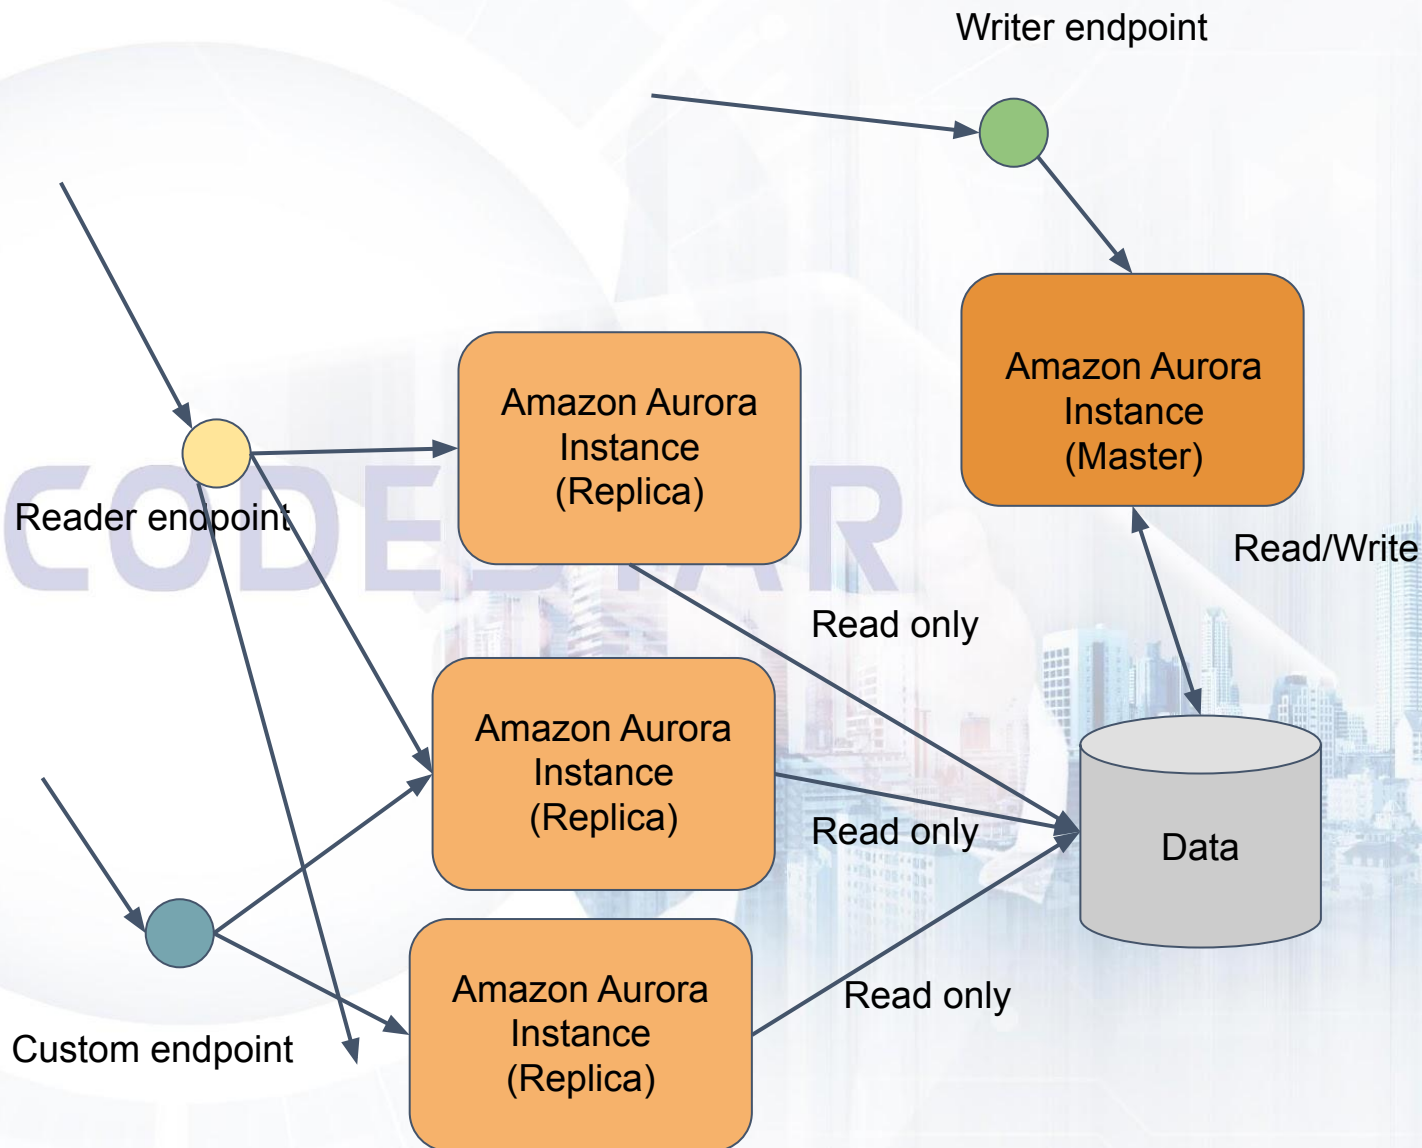 Writer endpoint
Amazon Aurora
Instance
(Master)
Amazon Aurora
Instance
(Replica)
Reader endpoint
CODESTAR
Read/Write
Read only
Amazon Aurora
Instance
(Replica)
Read only
Data
Amazon Aurora
Instance
(Replica)
Read only
Custom endpoint